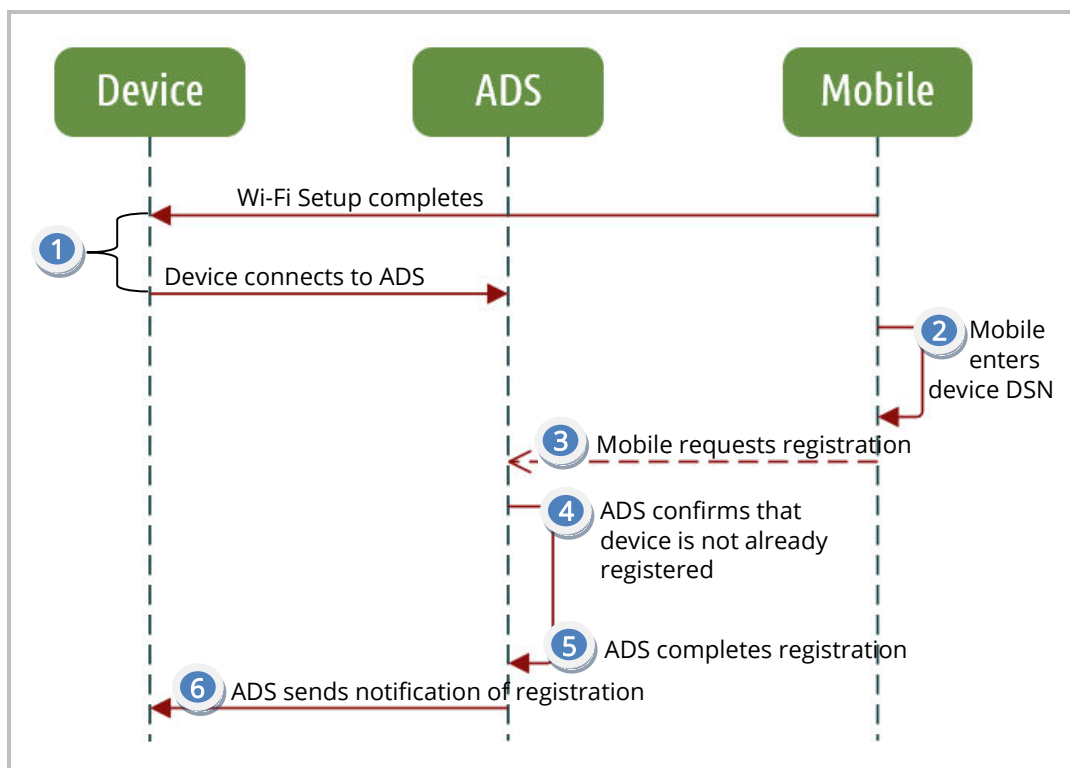 Device
ADS
Mobile
Wi-Fi Setup completes
1
Device connects to ADS
2
Mobile
enters
device DSN
3
Mobile requests registration
4
ADS confirms that
device is not already
registered
5
ADS completes registration
6
ADS sends notification of registration